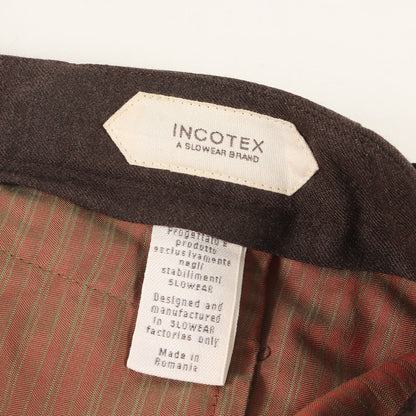 INCOTEX
A SLOWEAR BRAND
Progettato e
prodotto
esclusivamente
negli
stabilimenti
SLOWEAR
Designed and
manufactured
in SLOWEAR
factories only
Made in
Romania